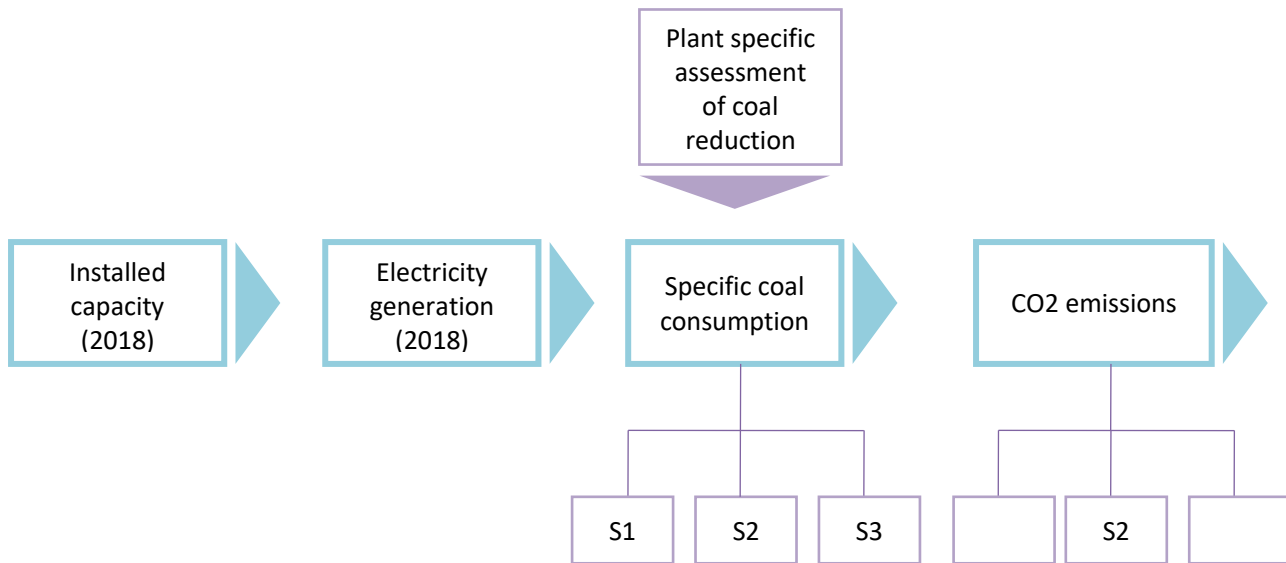 Plant specific
assessment
of coal
reduction
Installed
capacity
(2018)
Electricity
generation
(2018)
Specific coal
consumption
CO2 emissions
S1
S2
S3
S2